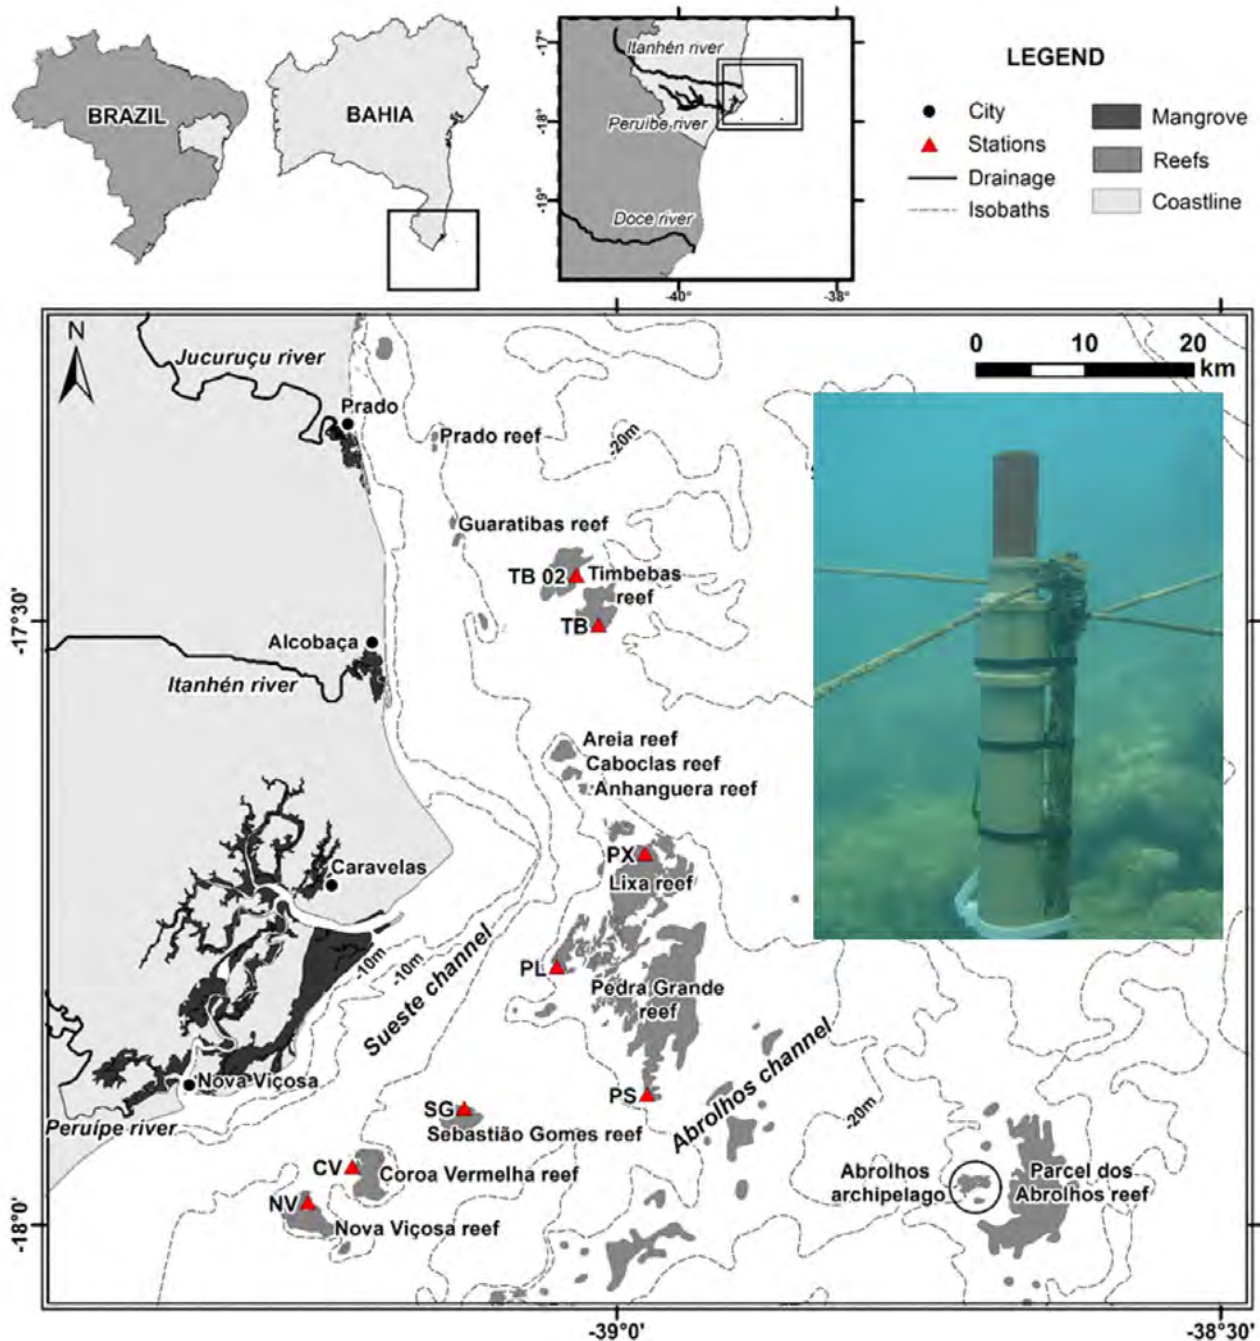 BRAZIL
BAHIA
Itanhén river
Peruíbe river
Doce river
-17°
-18°
-19°
-40°
-38°
LEGEND
City
Stations
Drainage
Isobaths
Mangrove
Reefs
Coastline
N
Jucuruçu river
Prado
Prado reef
-20m
0 10 20
km
Guaratibas reef
TB 02
Timbebas
reef
TB
-17°30'
Alcobaça
Itanhén river
Areia reef
Caboclas reef
Anhanguera reef
PX
Lixa reef
Caravelas
-10m
-10m
Sueste channel
PL
Pedra Grande
reef
Nova Viçosa
Peruípe river
PS
Abrolhos channel
-20m
SG
Sebastião Gomes reef
CV
Coroa Vermelha reef
NV
Nova Viçosa reef
Abrolhos
archipelago
Parcel dos
Abrolhos reef
-18°0'
-39°0'
-38°30'